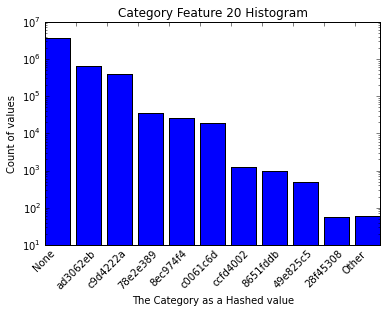 Category Feature 20 Histogram
10^7
10^6
10^5
10^4
10^3
10^2
10^1
Count of values
None
ad3062eb
c9d4222a
78e2e389
8ec974f4
c0061c6d
ccfd4002
8651fddb
49e825c5
28f45308
Other
The Category as a Hashed value